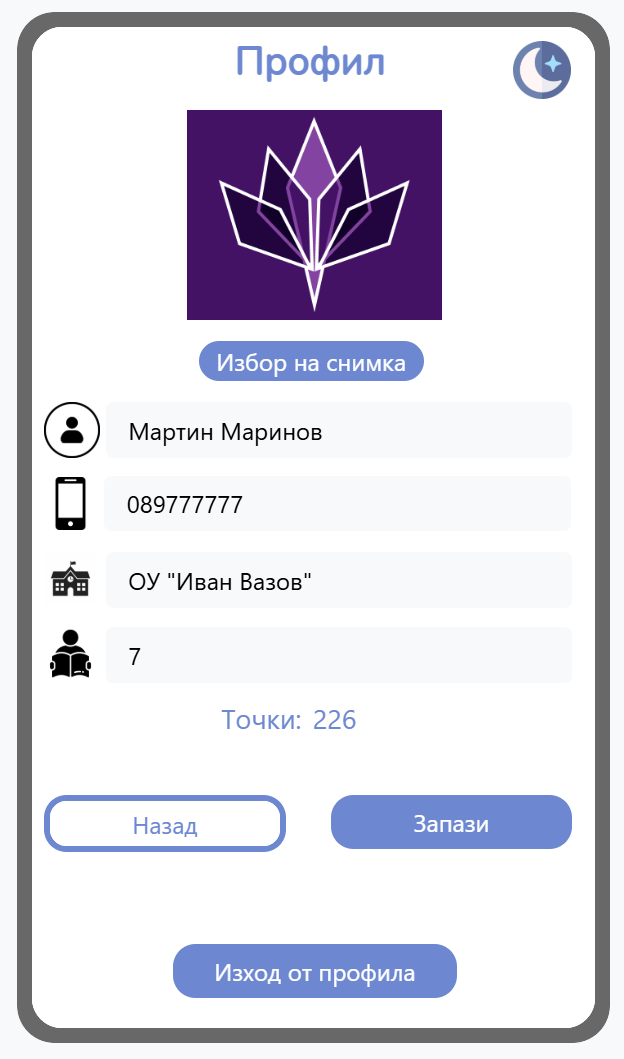 Профил
Избор на снимка
Мартин Маринов
089777777
ОУ "Иван Вазов"
7
Точки: 226
Назад
Запази
Изход от профила